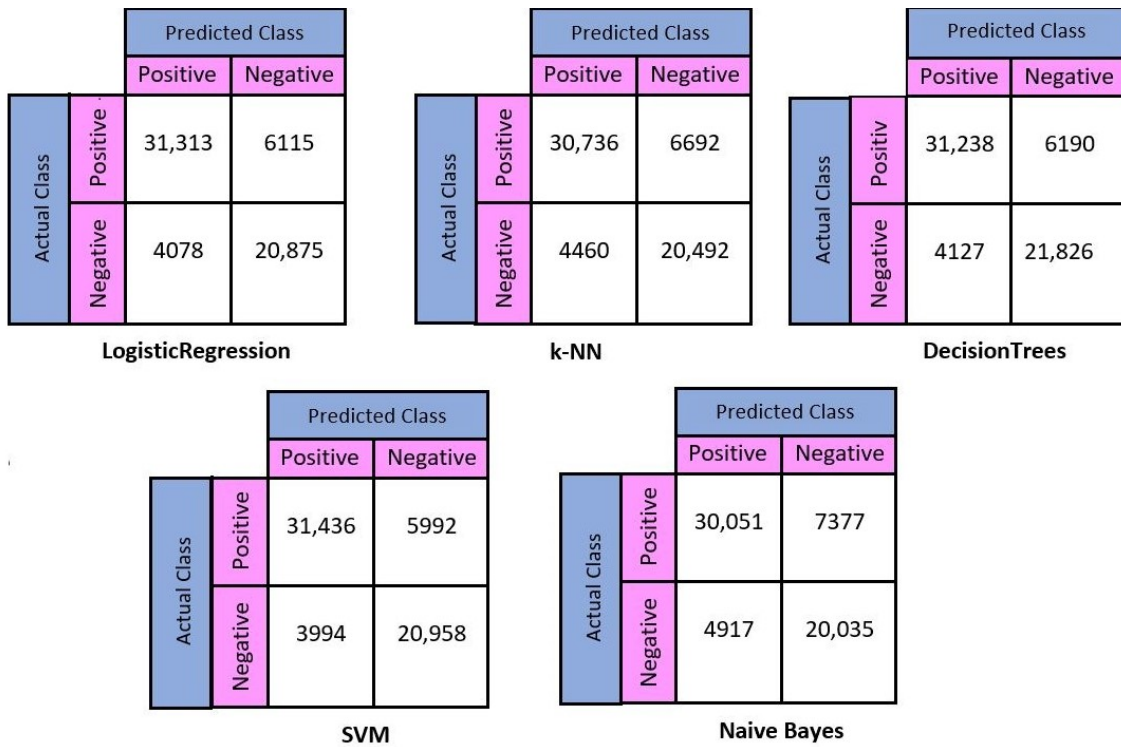 Predicted Class
Positive Negative
Actual Class
Positive 31,313 6115
Negative 4078 20,875
LogisticRegression
Predicted Class
Positive Negative
Actual Class
Positive 30,736 6692
Negative 4460 20,492
k-NN
Predicted Class
Positive Negative
Actual Class
Positiv 31,238 6190
Negative 4127 21,826
DecisionTrees
Predicted Class
Positive Negative
Actual Class
Positive 31,436 5992
Negative 3994 20,958
SVM
Predicted Class
Positive Negative
Actual Class
Positive 30,051 7377
Negative 4917 20,035
Naive Bayes